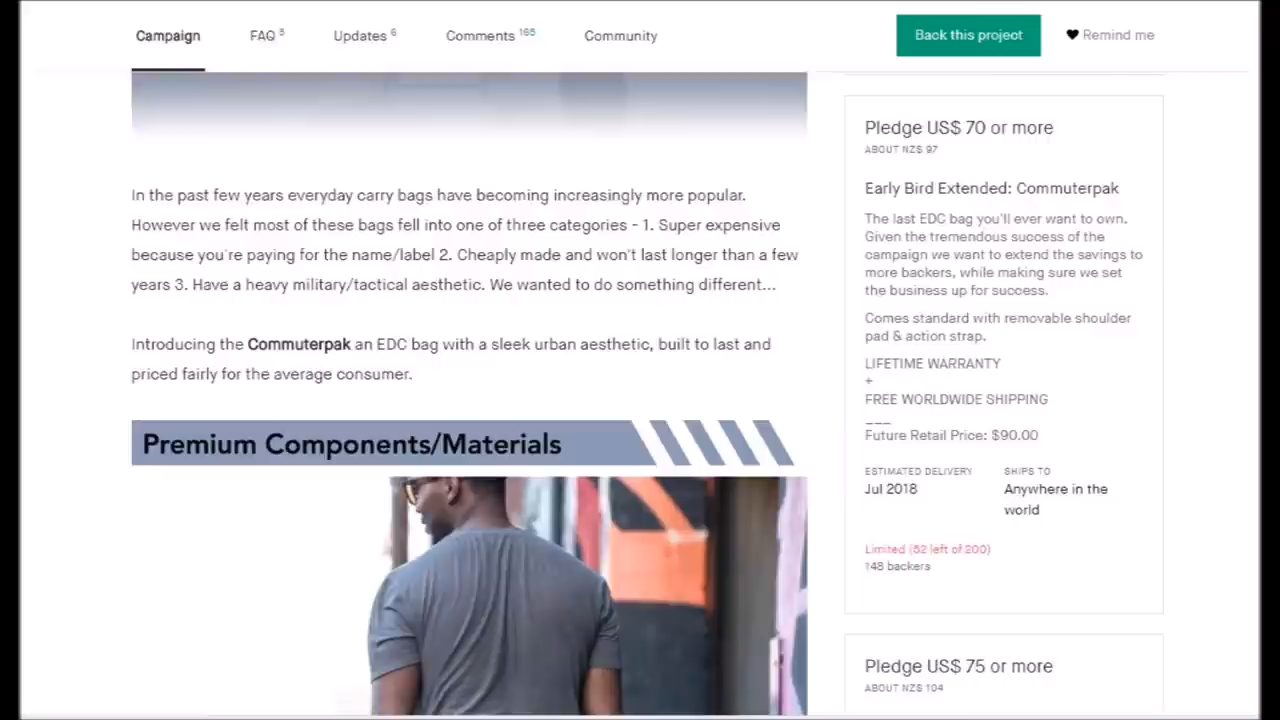 Campaign
FAQ 5
Updates 6
Comments 165
Community
Back this project
Remind me
In the past few years everyday carry bags have becoming increasingly more popular.
However we felt most of these bags fell into one of three categories - 1. Super expensive
because you're paying for the name/label 2. Cheaply made and won't last longer than a few
years 3. Have a heavy military/tactical aesthetic. We wanted to do something different...
Introducing the Commuterpak an EDC bag with a sleek urban aesthetic, built to last and
priced fairly for the average consumer.
Premium Components/Materials
Pledge US$ 70 or more
ABOUT NZ$ 97
Early Bird Extended: Commuterpak
The last EDC bag you'll ever want to own.
Given the tremendous success of the
campaign we want to extend the savings to
more backers, while making sure we set
the business up for success.
Comes standard with removable shoulder
pad & action strap.
LIFETIME WARRANTY
+
FREE WORLDWIDE SHIPPING
___
Future Retail Price: $90.00
ESTIMATED DELIVERY
Jul 2018
SHIPS TO
Anywhere in the
world
Limited (52 left of 200)
148 backers
Pledge US$ 75 or more
ABOUT NZ$ 104